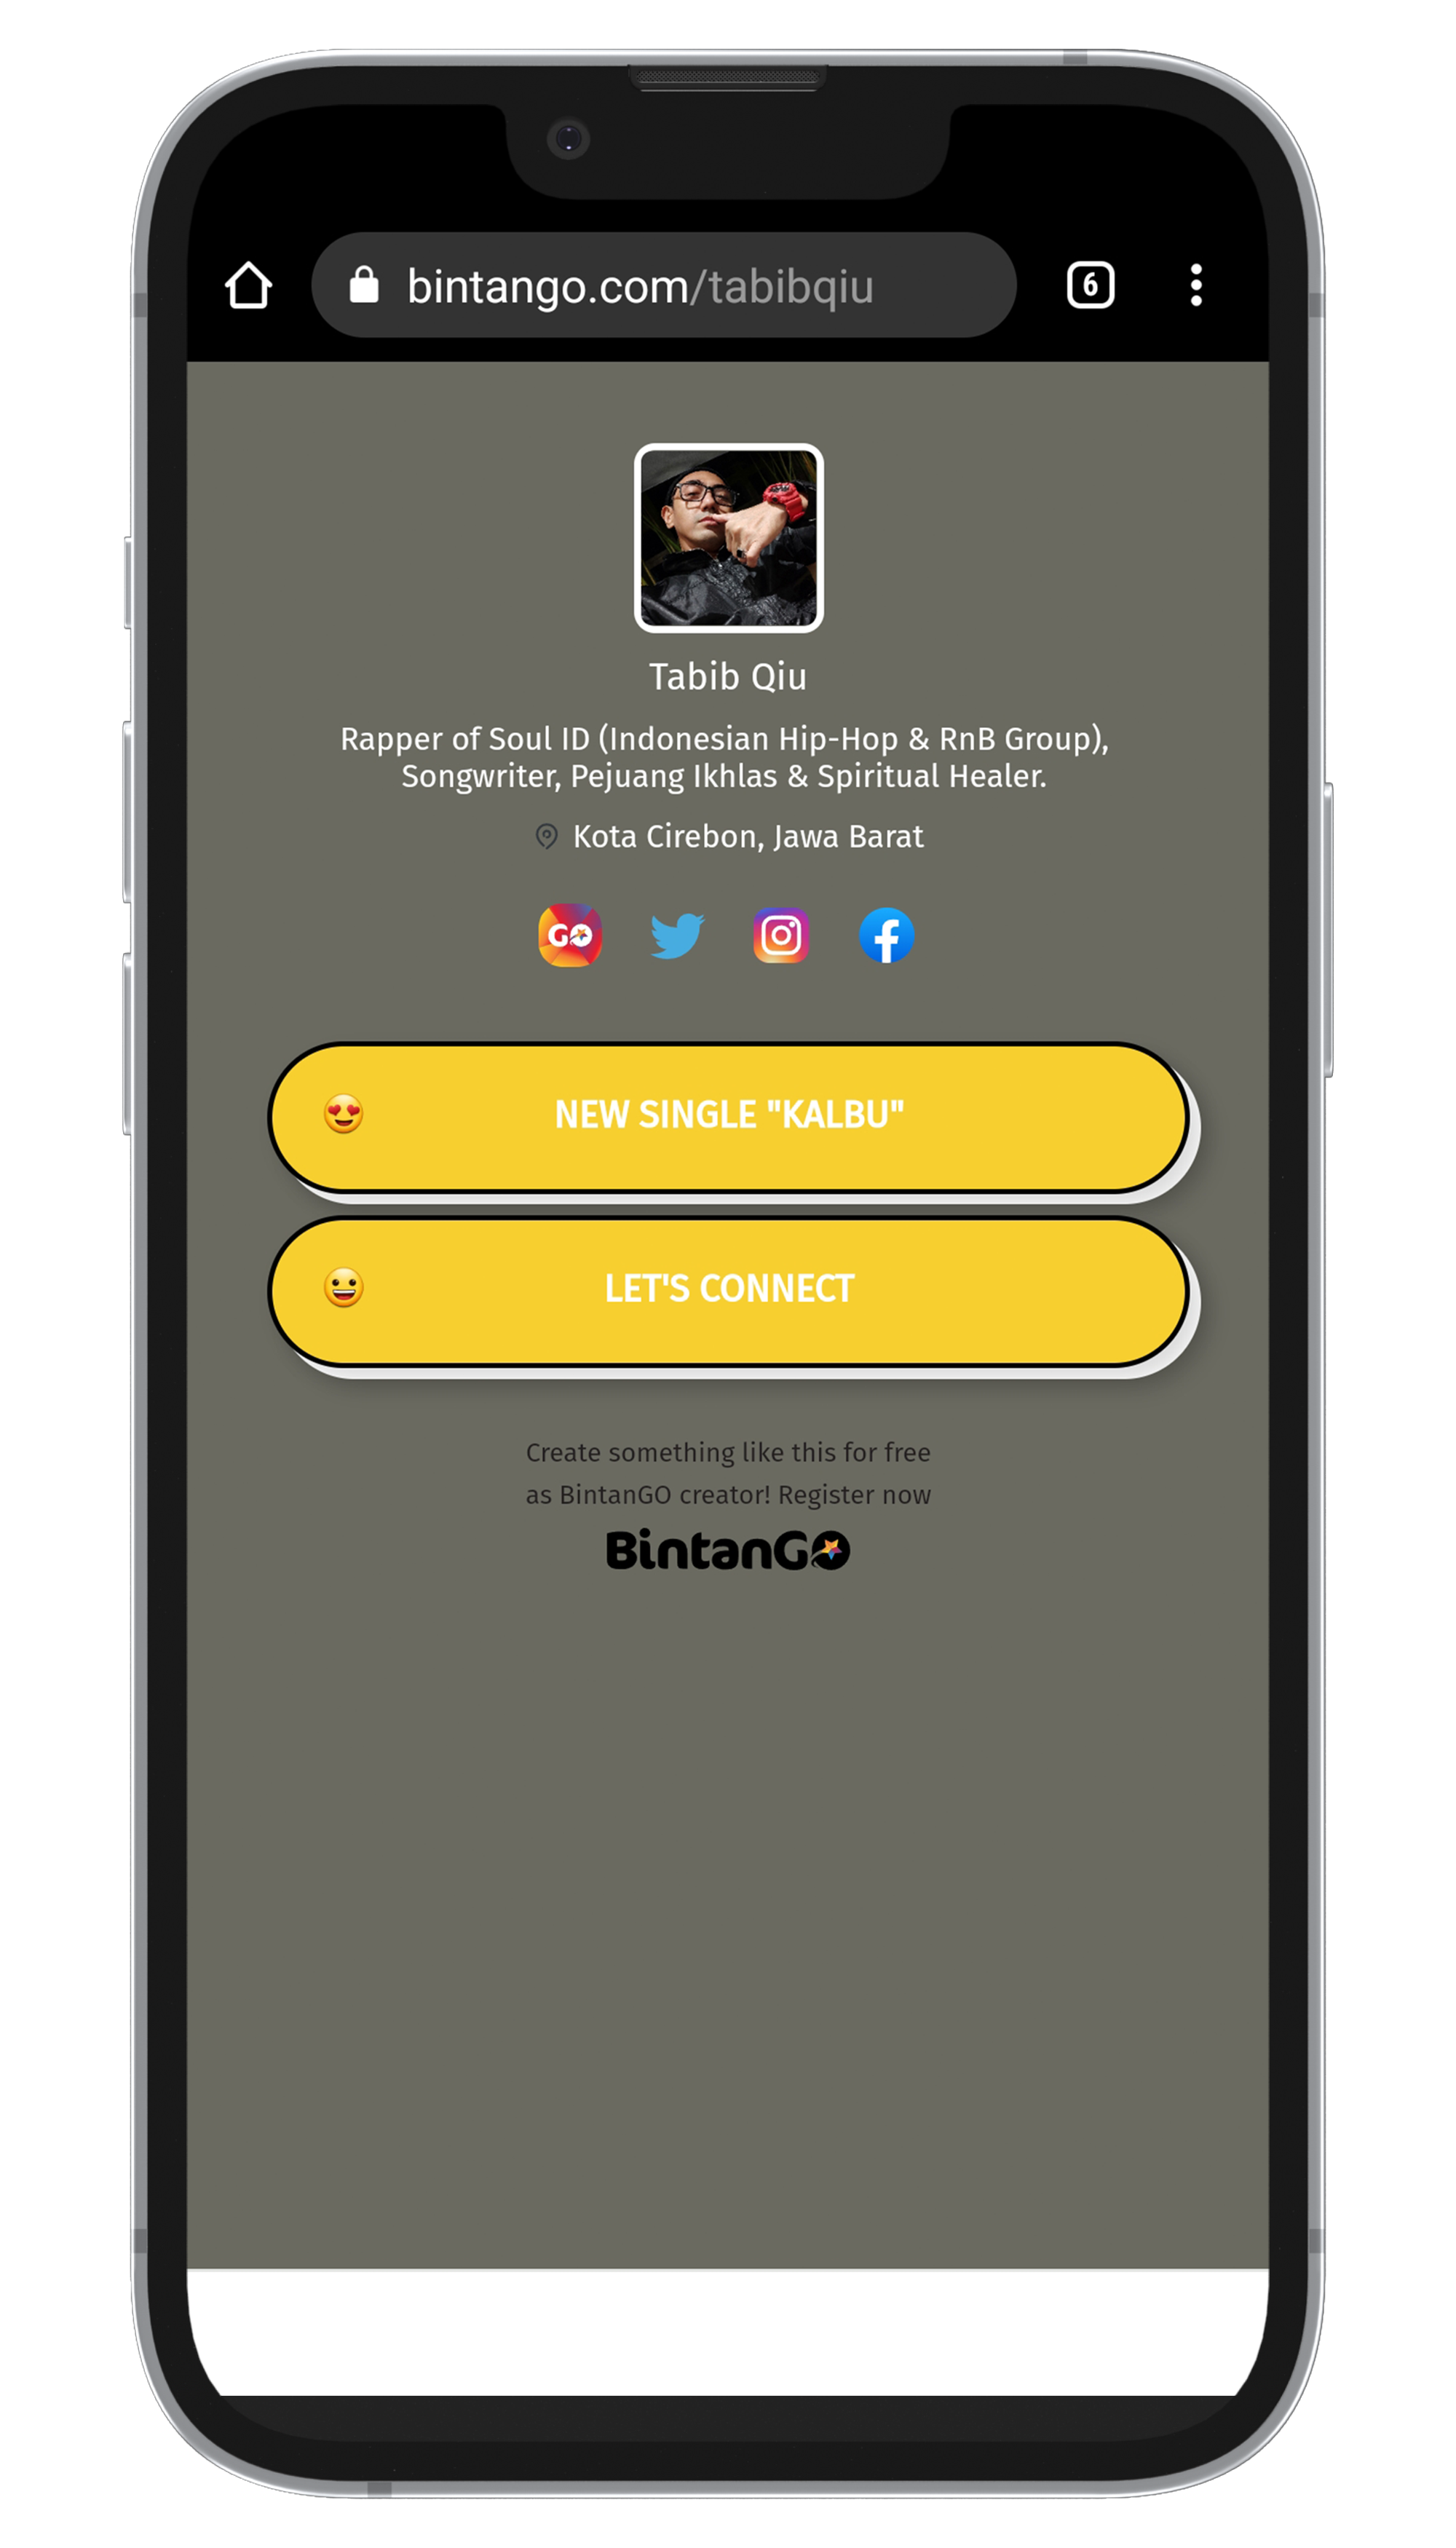 bintango.com/tabibqiu
6
Tabib Qiu
Rapper of Soul ID (Indonesian Hip-Hop & RnB Group),
Songwriter, Pejuang Ikhlas & Spiritual Healer.
Kota Cirebon, Jawa Barat
GO
NEW SINGLE "KALBU"
LET'S CONNECT
Create something like this for free
as BintanGO creator! Register now
BintanGO